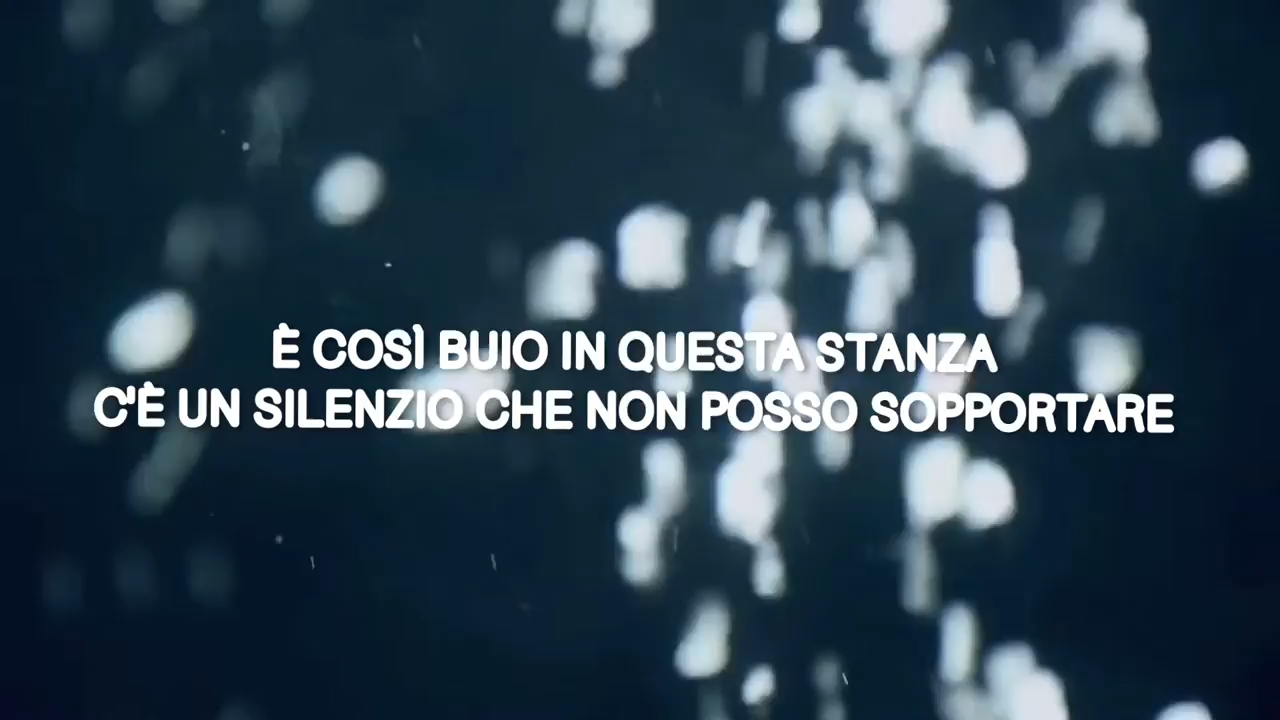 È COSÌ BUIO IN QUESTA STANZA
C'È UN SILENZIO CHE NON POSSO SOPPORTARE